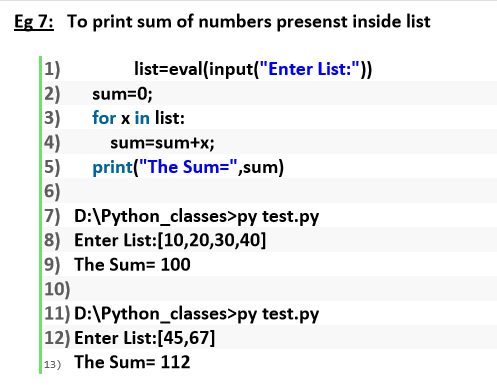 Eg 7: To print sum of numbers presenst inside list
1) list=eval(input("Enter List:"))
2) sum=0;
3) for x in list:
4) sum=sum+x;
5) print("The Sum=",sum)
6)
7) D:\Python_classes>py test.py
8) Enter List:[10,20,30,40]
9) The Sum= 100
10)
11) D:\Python_classes>py test.py
12) Enter List:[45,67]
13) The Sum= 112